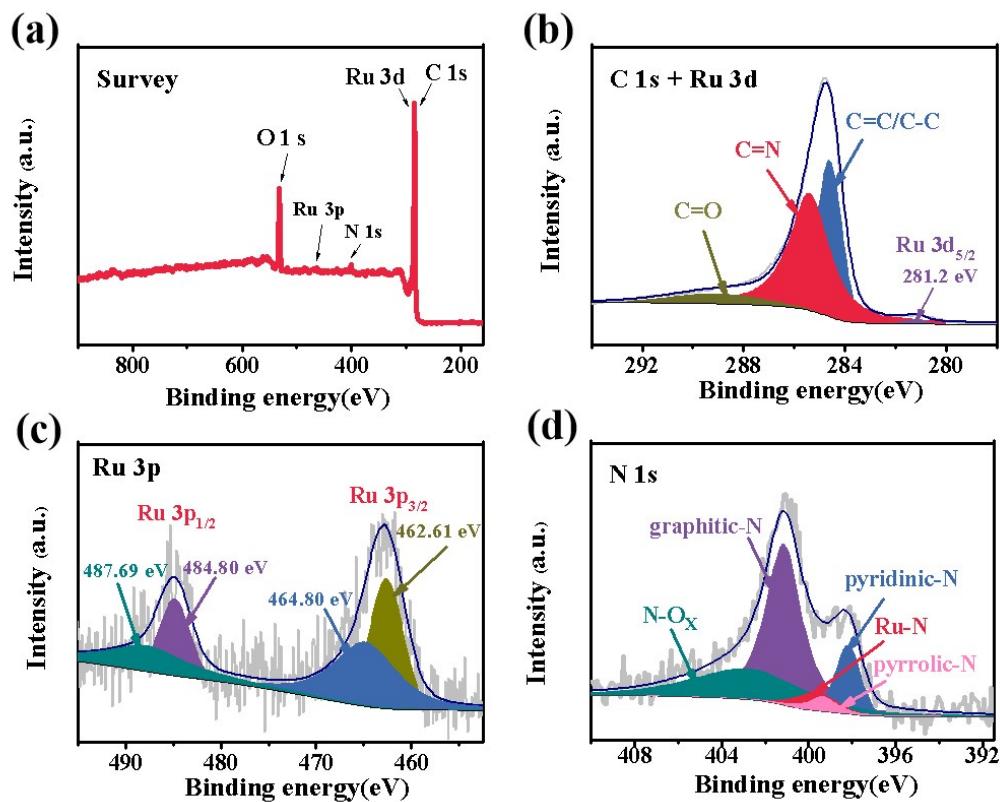 (a)
Survey
Ru 3d
C 1s
O 1 s
Ru 3p
N 1s
Intensity (a.u.)
800
600
400
200
Binding energy(eV)
(b)
C 1s + Ru 3d
C=C/C-C
C=N
C=O
Ru 3d5/2
281.2 eV
Intensity (a.u.)
292
288
284
280
Binding energy(eV)
(c)
Ru 3p
Ru 3p1/2
Ru 3p3/2
462.61 eV
487.69 eV
484.80 eV
464.80 eV
Intensity (a.u.)
490
480
470
460
Binding energy(eV)
(d)
N 1s
graphitic-N
pyridinic-N
N-OX
Ru-N
pyrrolic-N
Intensity (a.u.)
408
404
400
396
392
Binding energy(eV)